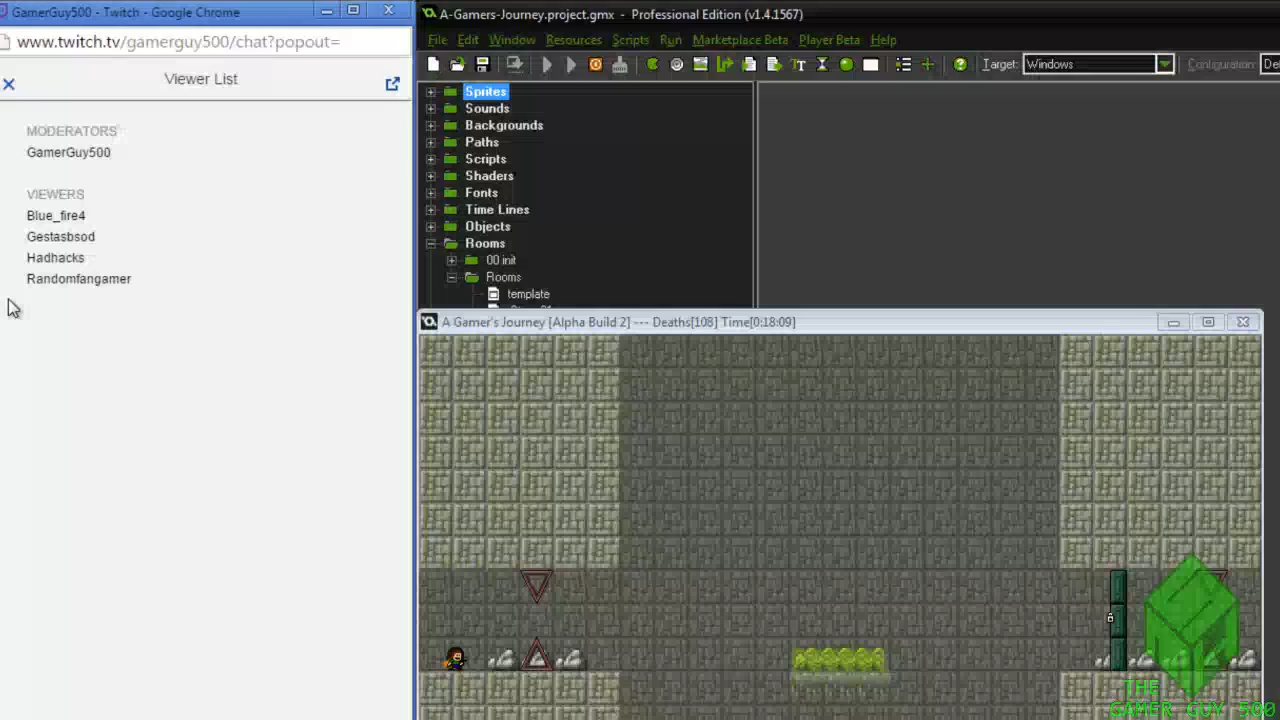 GamerGuy500 - Twitch - Google Chrome
www.twitch.tv/gamerguy500/chat?popout=
Viewer List
MODERATORS
GamerGuy500
VIEWERS
Blue_fire4
Gestasbsod
Hadhacks
Randomfangamer
A-Gamers-Journey.project.gmx - Professional Edition (v1.4.1567)
File Edit Window Resources Scripts Run Marketplace Beta Player Beta Help
Target: Windows Configuration:
Sprites
Sounds
Backgrounds
Paths
Scripts
Shaders
Fonts
Time Lines
Objects
Rooms
00 init
Rooms
template
A Gamer's Journey [Alpha Build 2] --- Deaths[108] Time[0:18:09]
THE
GAMER GUY 500